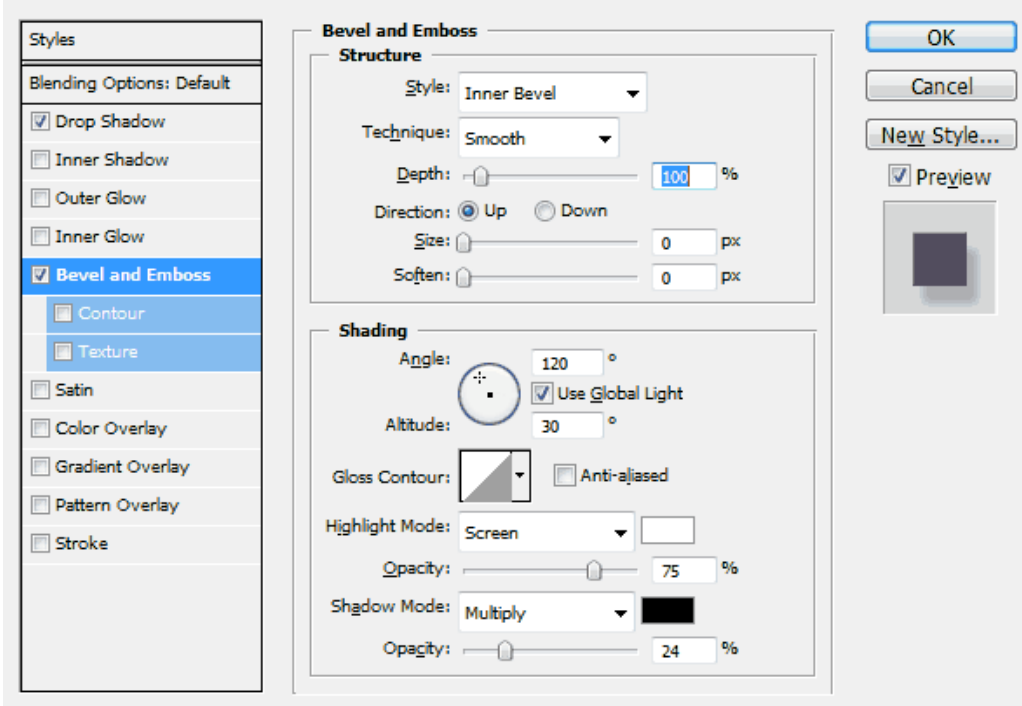 Styles
Blending Options: Default
Drop Shadow
Inner Shadow
Outer Glow
Inner Glow
Bevel and Emboss
Contour
Texture
Satin
Color Overlay
Gradient Overlay
Pattern Overlay
Stroke
Bevel and Emboss
Structure
Style: Inner Bevel
Technique: Smooth
Depth: 100 %
Direction: Up Down
Size: 0 px
Soften: 0 px
Shading
Angle: 120 °
Use Global Light
Altitude: 30 °
Gloss Contour: Anti-aliased
Highlight Mode: Screen
Opacity: 75 %
Shadow Mode: Multiply
Opacity: 24 %
OK
Cancel
New Style...
Preview